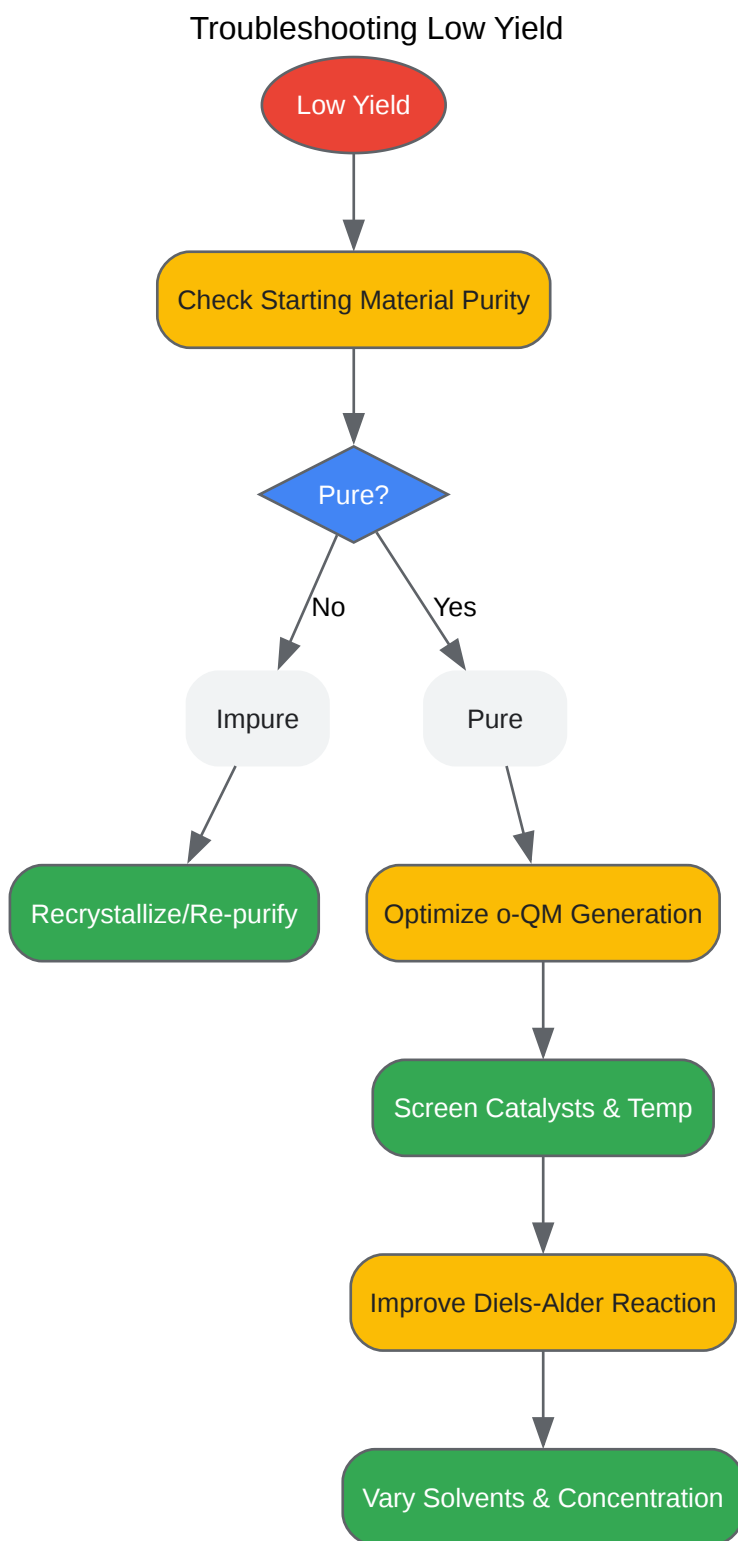 Troubleshooting Low Yield
Low Yield
Check Starting Material Purity
Pure?
No
Yes
Impure
Pure
Recrystallize/Re-purify
Optimize o-QM Generation
Screen Catalysts & Temp
Improve Diels-Alder Reaction
Vary Solvents & Concentration